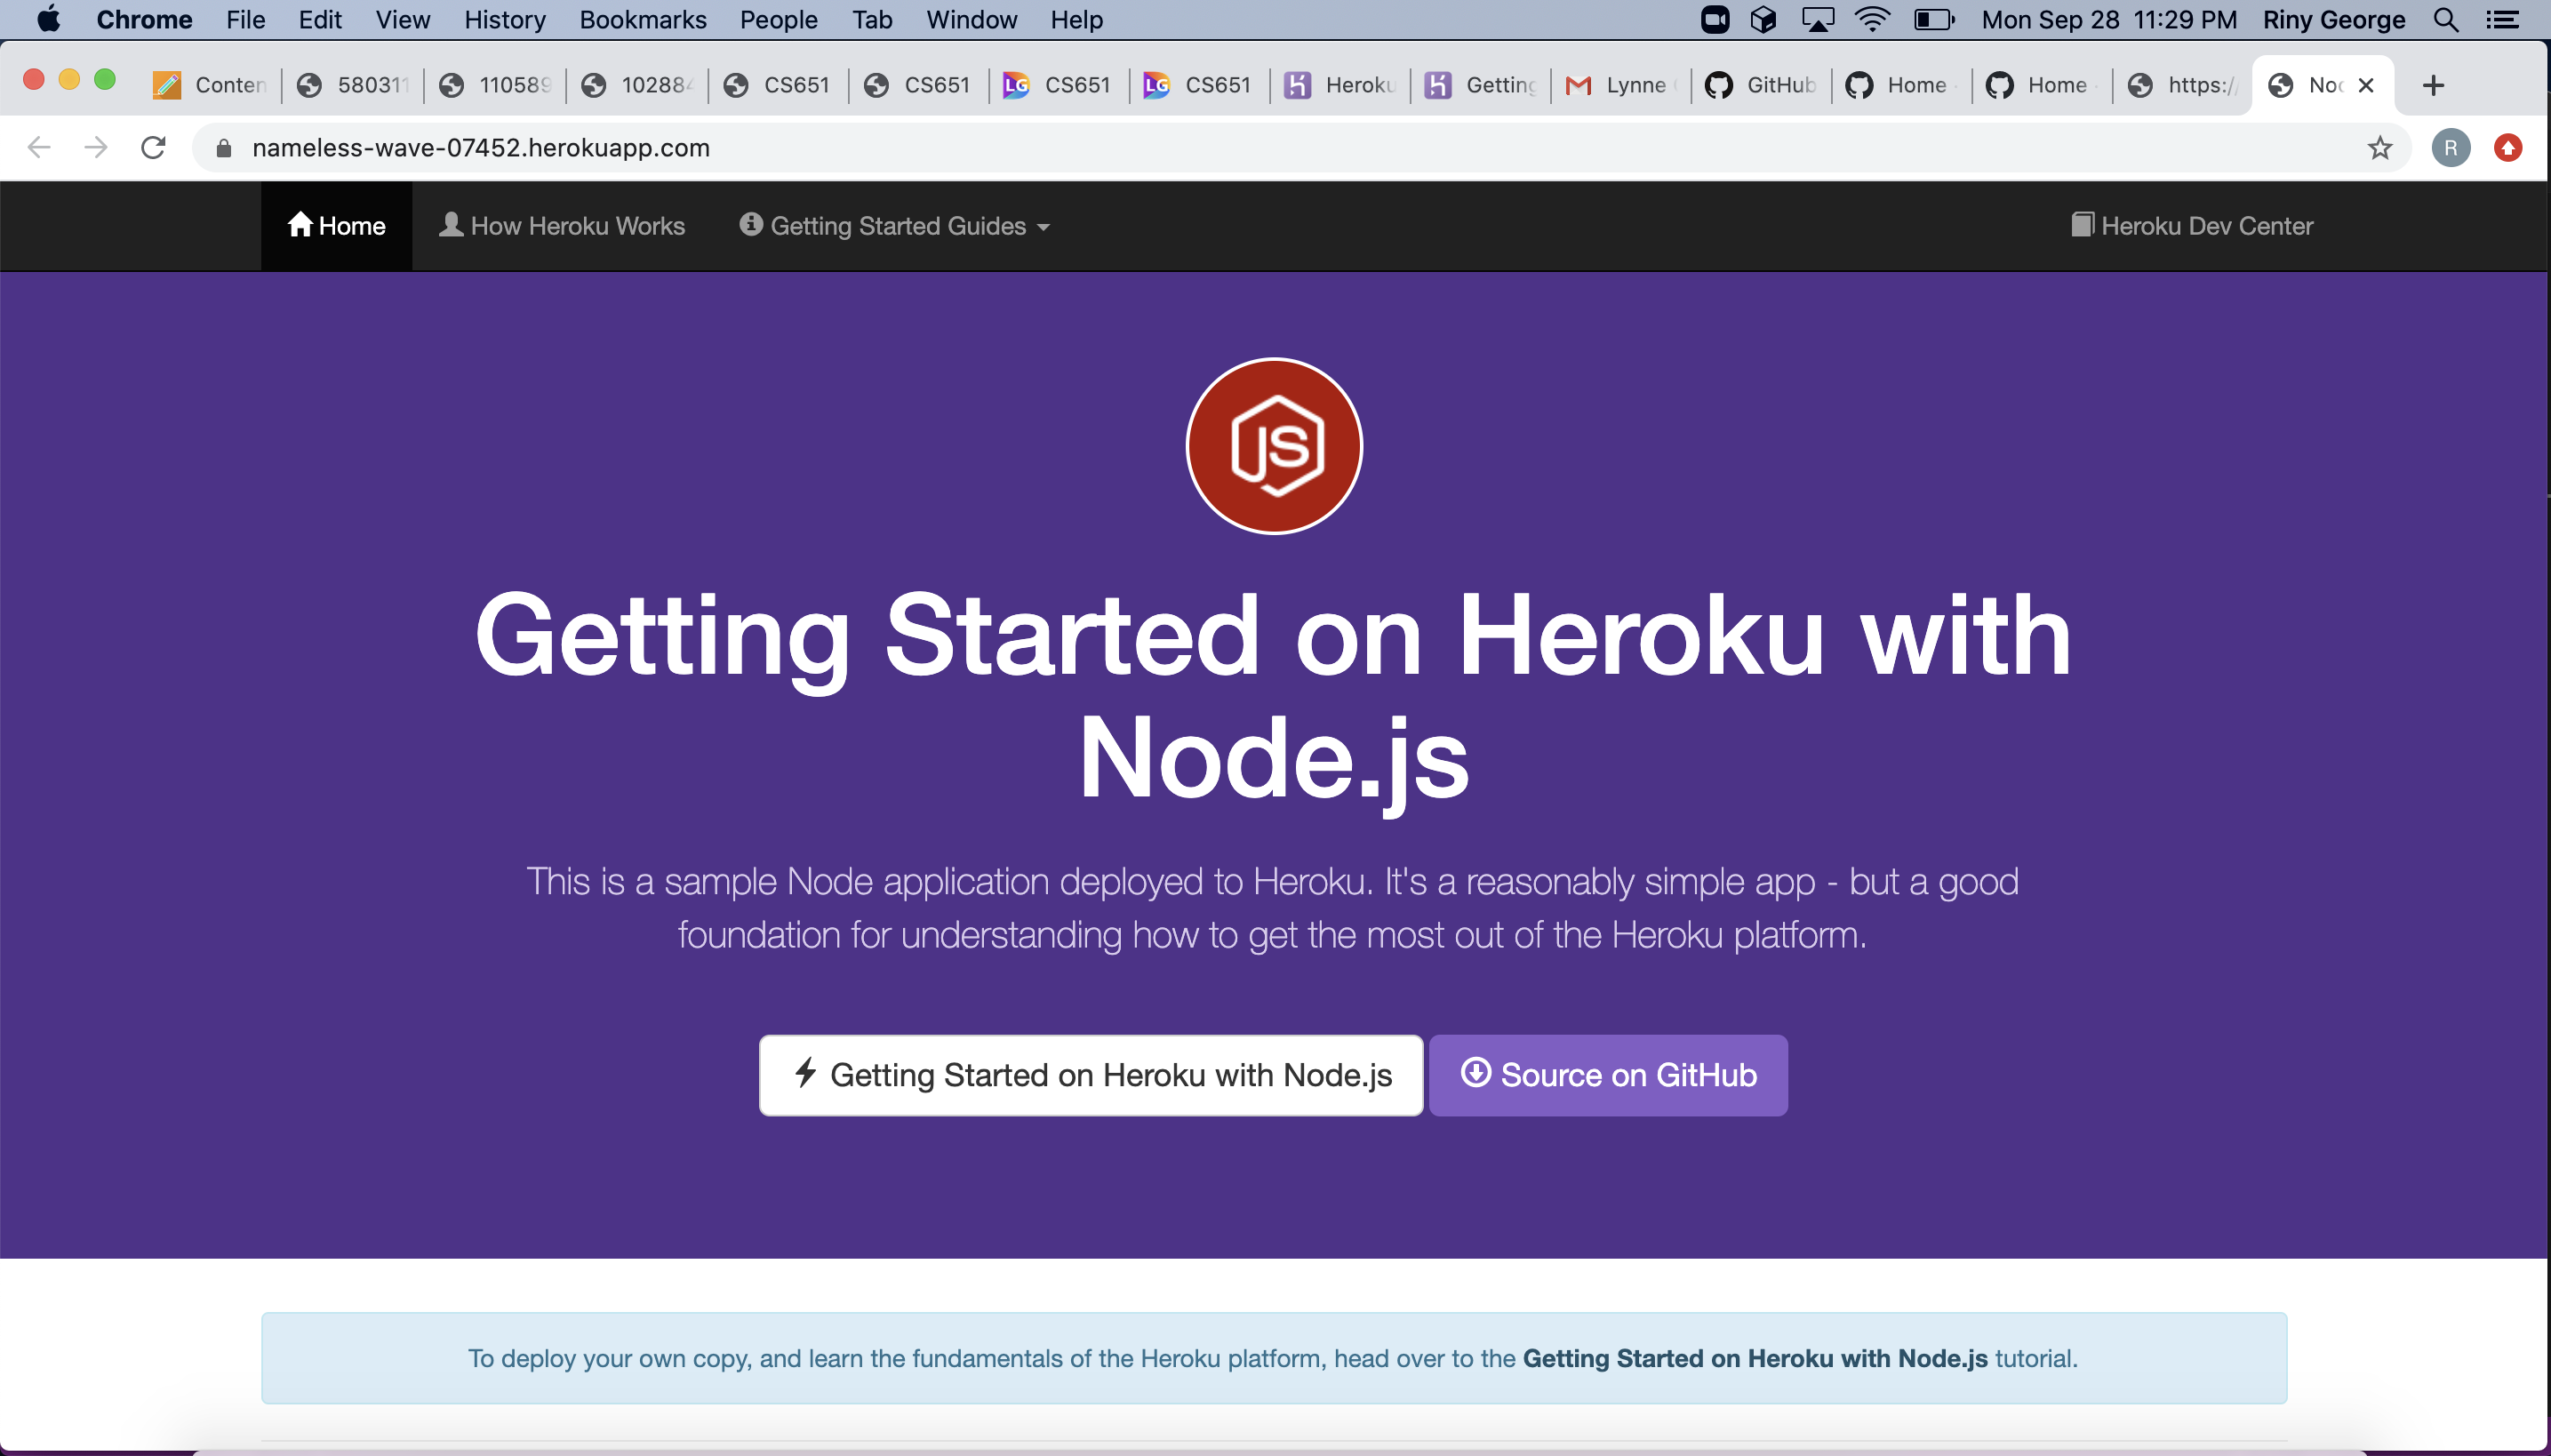 Chrome File Edit View History Bookmarks People Tab Window Help Mon Sep 28 11:29 PM Riny George
Conten 580311 110589 102884 CS651 CS651 LG CS651 LG CS651 Heroku Getting Lynne GitHub Home Home https:/ Noc
nameless-wave-07452.herokuapp.com R
Home How Heroku Works Getting Started Guides Heroku Dev Center
JS
Getting Started on Heroku with
Node.js
This is a sample Node application deployed to Heroku. It's a reasonably simple app - but a good
foundation for understanding how to get the most out of the Heroku platform.
Getting Started on Heroku with Node.js Source on GitHub
To deploy your own copy, and learn the fundamentals of the Heroku platform, head over to the Getting Started on Heroku with Node.js tutorial.